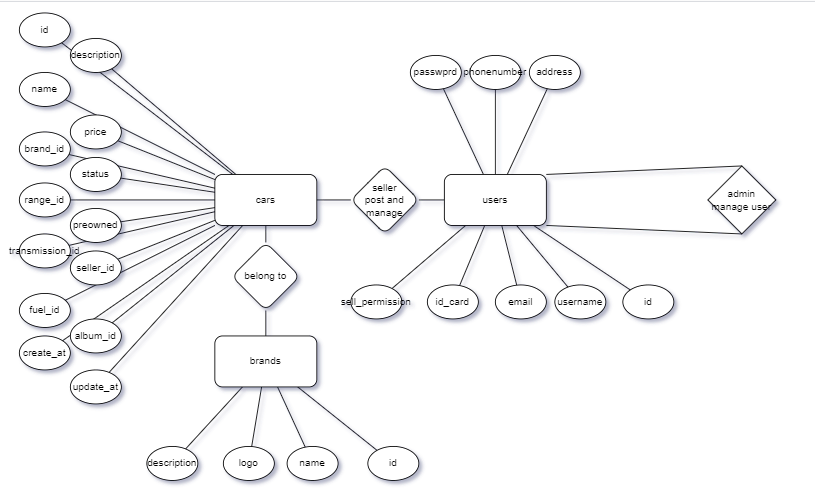 id
description
passwprd
phonenumber
address
name
price
brand_id
status
cars
seller
post and
manage
users
admin
manage user
range_id
preowned
transmission_id
seller_id
belong to
fuel_id
sell_permission
id_card
email
username
id
album_id
create_at
brands
update_at
description
logo
name
id